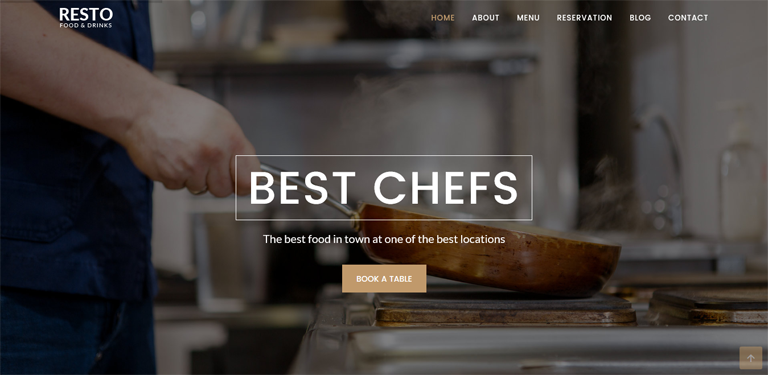 RESTO
FOOD & DRINKS
HOME ABOUT MENU RESERVATION BLOG CONTACT
BEST CHEFS
The best food in town at one of the best locations
BOOK A TABLE